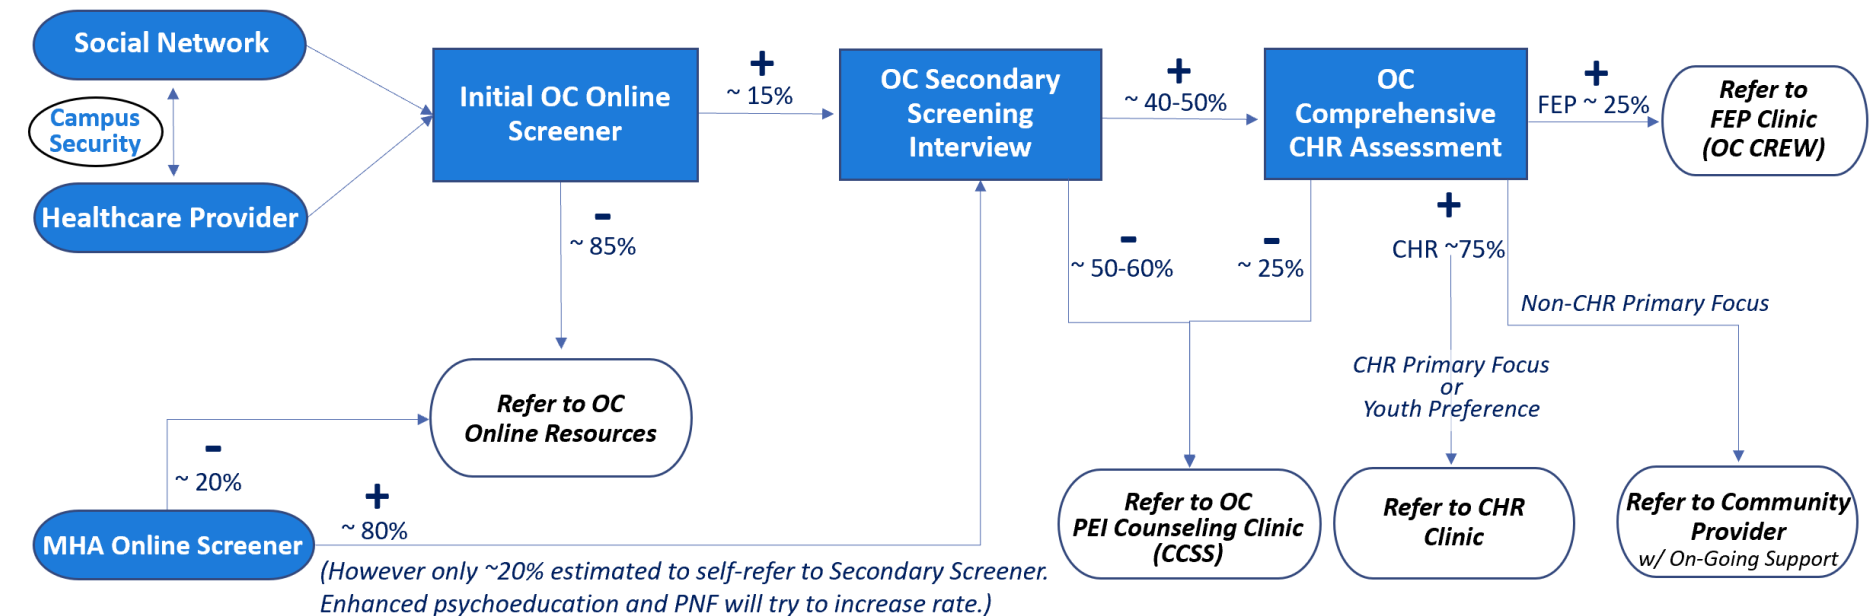 Social Network
Campus
Security
Healthcare Provider
Initial OC Online
Screener
+
~ 15%
-
~ 85%
OC Secondary
Screening
Interview
+
~ 40-50%
-
~ 50-60%
OC
Comprehensive
CHR Assessment
+
FEP ~ 25%
Refer to
FEP Clinic
(OC CREW)
-
~ 25%
+
CHR ~75%
Non-CHR Primary Focus
CHR Primary Focus
or
Youth Preference
Refer to OC
Online Resources
-
~ 20%
MHA Online Screener
+
~ 80%
(However only ~20% estimated to self-refer to Secondary Screener.
Enhanced psychoeducation and PNF will try to increase rate.)
Refer to OC
PEI Counseling Clinic
(CCSS)
Refer to CHR
Clinic
Refer to Community
Provider
w/ On-Going Support